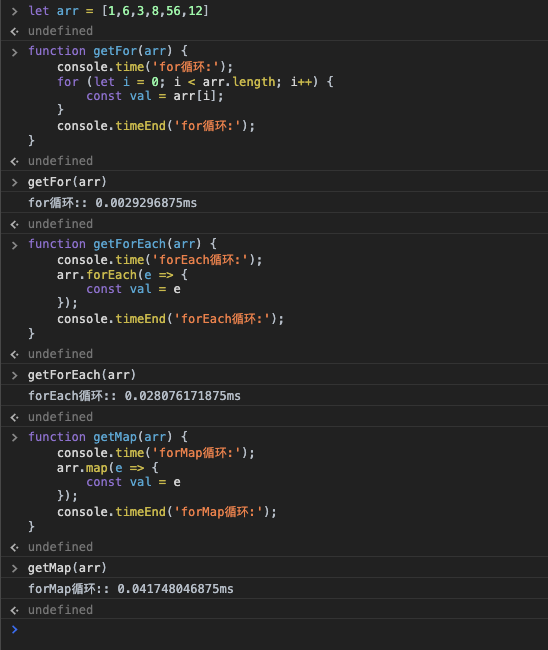 > let arr = [1,6,3,8,56,12]
undefined
> function getFor(arr) {
    console.time('for循环:');
    for (let i = 0; i < arr.length; i++) {
        const val = arr[i];
    }
    console.timeEnd('for循环:');
}
undefined
> getFor(arr)
for循环:: 0.0029296875ms
undefined
> function getForEach(arr) {
    console.time('forEach循环:');
    arr.forEach(e => {
        const val = e
    });
    console.timeEnd('forEach循环:');
}
undefined
> getForEach(arr)
forEach循环:: 0.028076171875ms
undefined
> function getMap(arr) {
    console.time('forMap循环:');
    arr.map(e => {
        const val = e
    });
    console.timeEnd('forMap循环:');
}
undefined
> getMap(arr)
forMap循环:: 0.041748046875ms
undefined
>